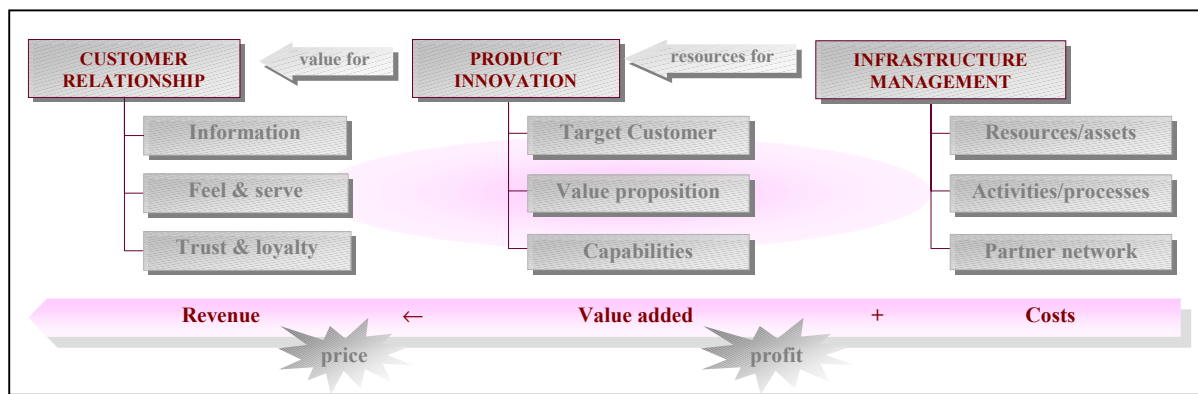 CUSTOMER
RELATIONSHIP
value for
PRODUCT
INNOVATION
resources for
INFRASTRUCTURE
MANAGEMENT
Information
Feel & serve
Trust & loyalty
Target Customer
Value proposition
Capabilities
Resources/assets
Activities/processes
Partner network
Revenue ← Value added + Costs
price
profit